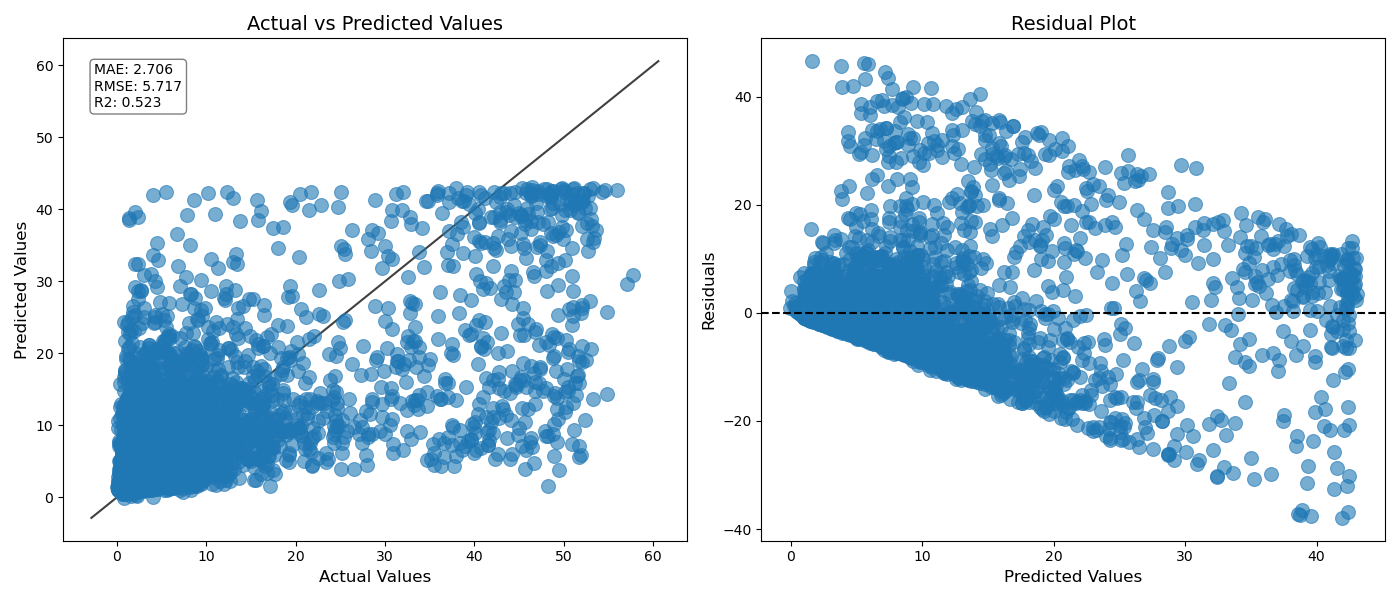 Actual vs Predicted Values
MAE: 2.706
RMSE: 5.717
R2: 0.523
60
50
40
30
20
10
0
Predicted Values
0 10 20 30 40 50 60
Actual Values
Residual Plot
40
20
0
−20
−40
Residuals
0 10 20 30 40
Predicted Values